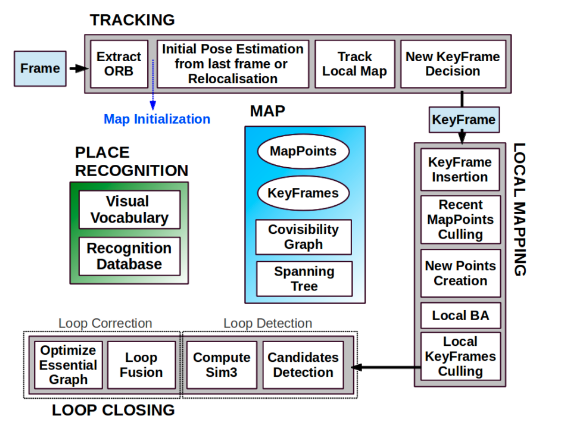 TRACKING
Frame
Extract
ORB
Initial Pose Estimation
from last frame or
Relocalisation
Track
Local Map
New KeyFrame
Decision
Map Initialization
KeyFrame
MAP
MapPoints
KeyFrames
Covisibility
Graph
Spanning
Tree
PLACE
RECOGNITION
Visual
Vocabulary
Recognition
Database
LOCAL MAPPING
KeyFrame
Insertion
Recent
MapPoints
Culling
New Points
Creation
Local BA
Local
KeyFrames
Culling
Loop Correction
Loop Detection
Optimize
Essential
Graph
Loop
Fusion
Compute
Sim3
Candidates
Detection
LOOP CLOSING